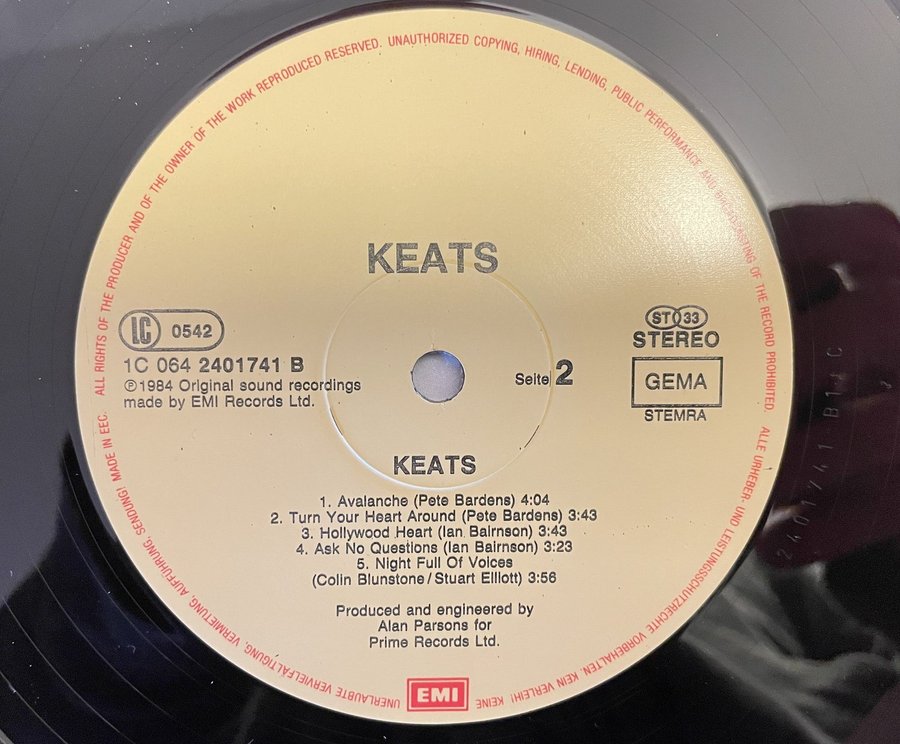 ALL RIGHTS OF THE PRODUCER AND OF THE OWNER OF THE WORK REPRODUCED RESERVED. UNAUTHORIZED COPYING, HIRING, LENDING, PUBLIC PERFORMANCE AND BROADCASTING OF THE RECORD PROHIBITED.
KEATS
LC 0542
1C 064 2401741 B
℗1984 Original sound recordings
made by EMI Records Ltd.
Seite 2
ST 33
STEREO
GEMA
STEMRA
KEATS
1. Avalanche (Pete Bardens) 4:04
2. Turn Your Heart Around (Pete Bardens) 3:43
3. Hollywood Heart (Ian Bairnson) 3:43
4. Ask No Questions (Ian Bairnson) 3:23
5. Night Full Of Voices
(Colin Blunstone/Stuart Elliott) 3:56
Produced and engineered by
Alan Parsons for
Prime Records Ltd.
EMI
ALLE URHEBER- UND LEISTUNGSSCHUTZRECHTE VORBEHALTEN. KEIN VERLEIH! KEINE UNERLAUBTE VERVIELFÄLTIGUNG, VERMIETUNG, AUFFÜHRUNG, SENDUNG! MADE IN EEC.